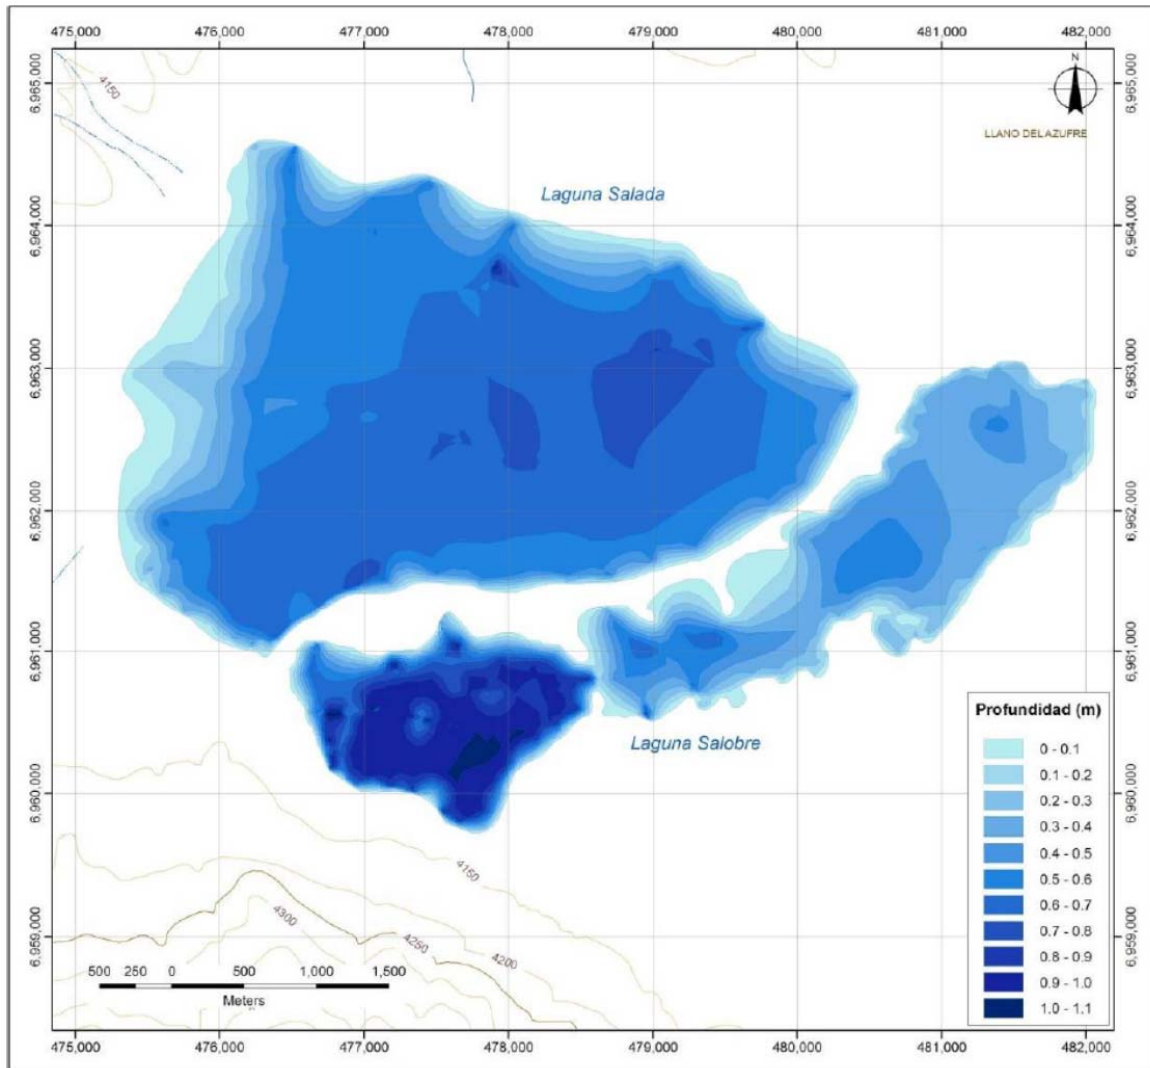 475,000 476,000 477,000 478,000 479,000 480,000 481,000 482,000
6,965,000
6,965,000
4150
N
LLANO DEL AZUFRE
Laguna Salada
6,964,000
6,964,000
6,963,000
6,963,000
6,962,000
6,962,000
6,961,000
6,961,000
Laguna Salobre
6,960,000
6,960,000
4150
4300
4250
4200
6,959,000
6,959,000
500 250 0 500 1,000 1,500
Meters
Profundidad (m)
0 - 0.1
0.1 - 0.2
0.2 - 0.3
0.3 - 0.4
0.4 - 0.5
0.5 - 0.6
0.6 - 0.7
0.7 - 0.8
0.8 - 0.9
0.9 - 1.0
1.0 - 1.1
475,000 476,000 477,000 478,000 479,000 480,000 481,000 482,000